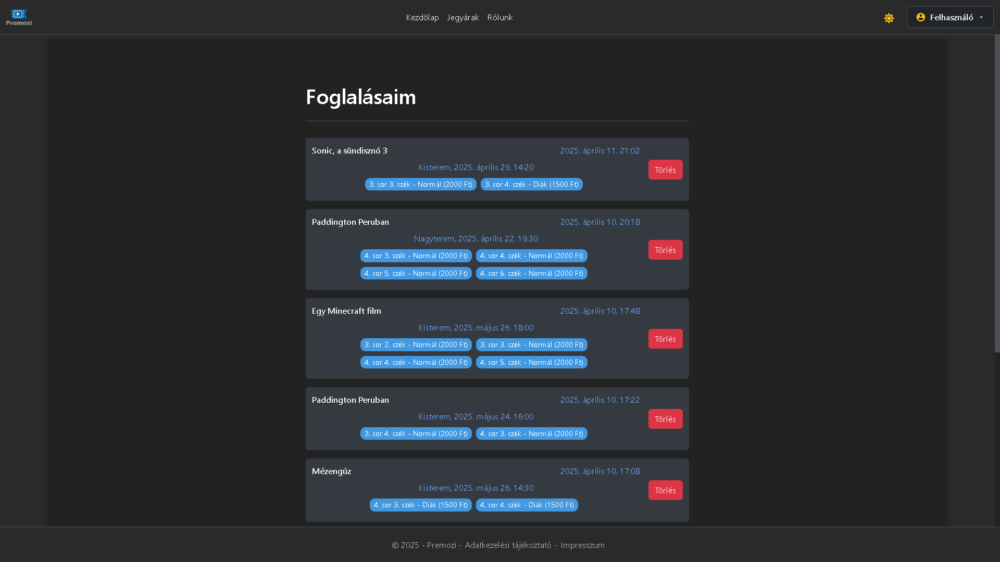 Premozi
Kezdőlap Jegyárak Rólunk
Felhasználó
Foglalásaim
Sonic, a sündisznó 3 2025. április 11. 21:02
Kisterem, 2025. április 29. 14:20
Törlés
3. sor 3. szék - Normál (2000 Ft) 3. sor 4. szék - Diák (1500 Ft)
Paddington Peruban 2025. április 10. 20:18
Nagyterem, 2025. április 22. 19:30
Törlés
4. sor 3. szék - Normál (2000 Ft) 4. sor 4. szék - Normál (2000 Ft)
4. sor 5. szék - Normál (2000 Ft) 4. sor 6. szék - Normál (2000 Ft)
Egy Minecraft film 2025. április 10. 17:48
Kisterem, 2025. május 26. 18:00
Törlés
3. sor 2. szék - Normál (2000 Ft) 3. sor 3. szék - Normál (2000 Ft)
4. sor 4. szék - Normál (2000 Ft) 4. sor 5. szék - Normál (2000 Ft)
Paddington Peruban 2025. április 10. 17:22
Kisterem, 2025. május 24. 16:00
Törlés
3. sor 4. szék - Normál (2000 Ft) 4. sor 3. szék - Normál (2000 Ft)
Mézengúz 2025. április 10. 17:08
Kisterem, 2025. május 26. 14:30
Törlés
4. sor 3. szék - Diák (1500 Ft) 4. sor 4. szék - Diák (1500 Ft)
© 2025 - Premozi - Adatkezelési tájékoztató - Impresszum